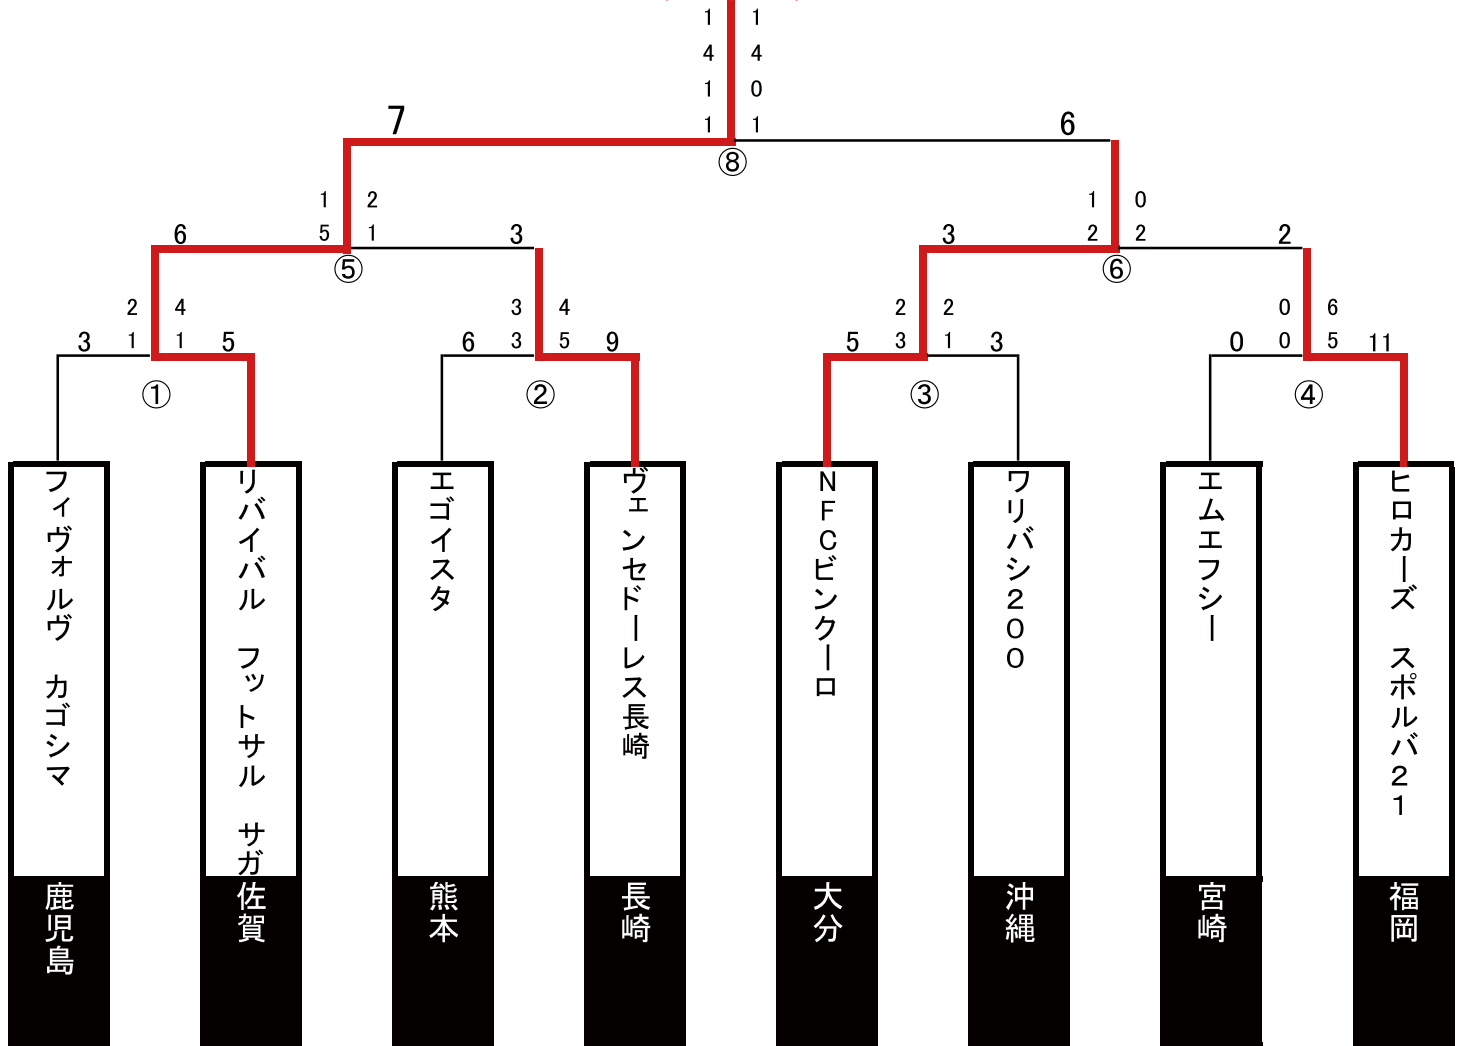 1 1
4 4
1 0
7 1 1 6
⑧
1 2 1 0
6 5 1 3 3 2 2 2
⑤ ⑥
2 4 3 4 2 2 0 6
3 1 1 5 6 3 5 9 5 3 1 3 0 0 5 11
① ② ③ ④
フィヴォルヴ カゴシマ
鹿児島
リバイバル フットサル サガ
佐賀
エゴイスタ
熊本
ヴェンセドーレス長崎
長崎
NFCビンクーロ
大分
ワリバシ200
沖縄
エムエフシー
宮崎
ヒロカーズ スポルバ21
福岡